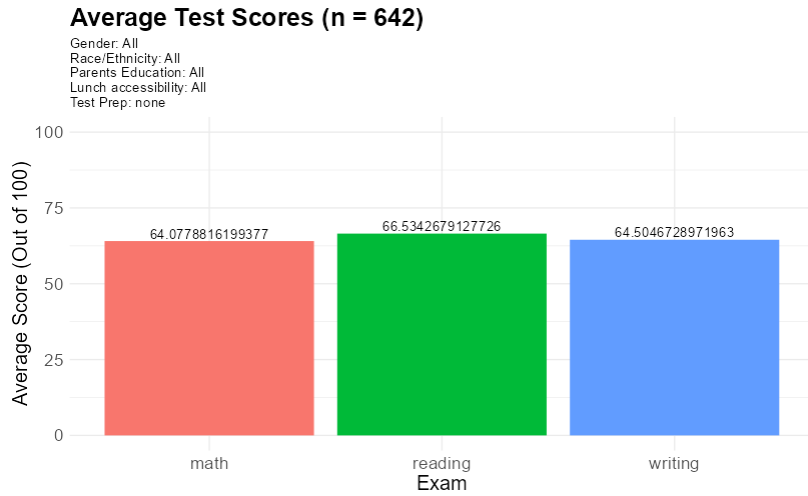 Average Test Scores (n = 642)
Gender: All
Race/Ethnicity: All
Parents Education: All
Lunch accessibility: All
Test Prep: none
Average Score (Out of 100)
100
75
50
25
0
64.0778816199377
66.5342679127726
64.5046728971963
math
reading
writing
Exam